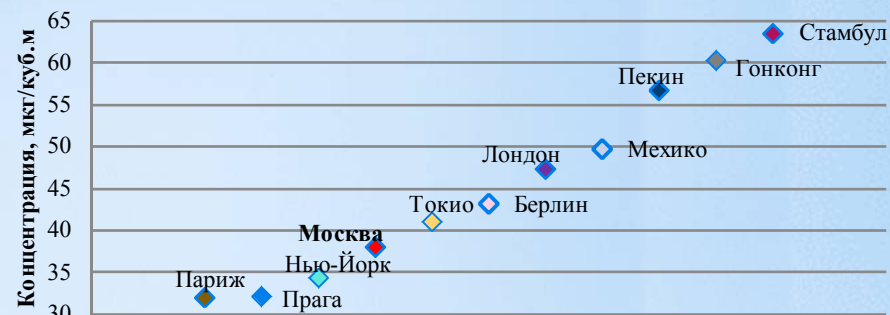 Концентрация, мкг/куб.м
65
60
55
50
45
40
35
30
Стамбул
Гонконг
Пекин
Мехико
Лондон
Токио
Берлин
Москва
Нью-Йорк
Париж
Прага